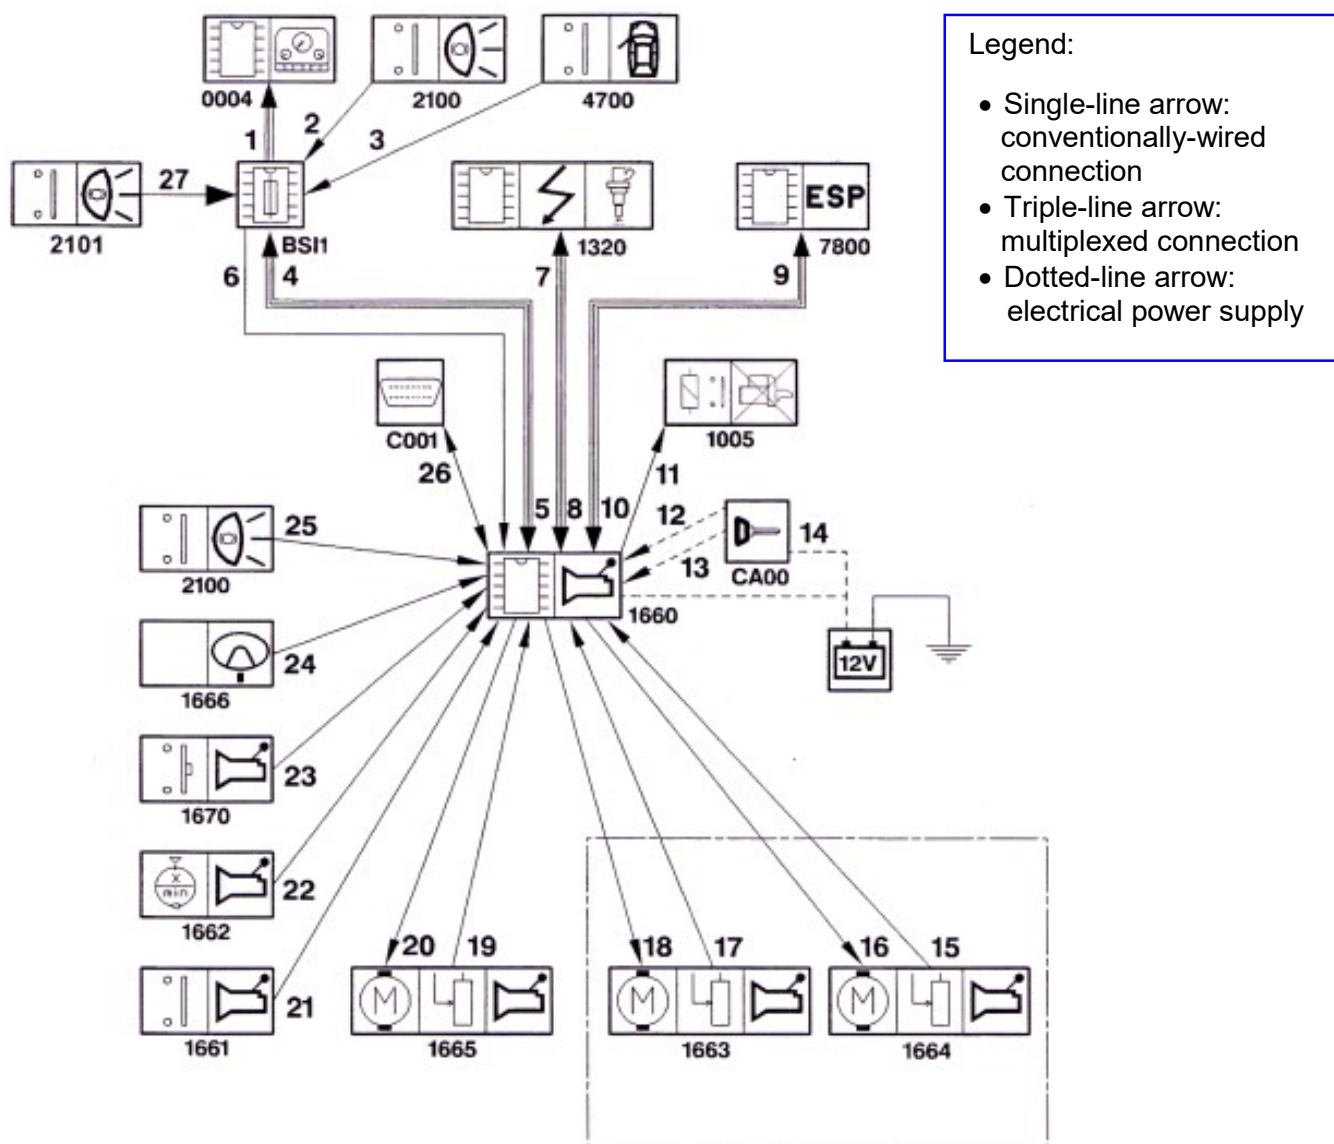 Legend:
• Single-line arrow:
conventionally-wired
connection
• Triple-line arrow:
multiplexed connection
• Dotted-line arrow:
electrical power supply
0004
2100
4700
1
2
3
27
2101
BSI1
1320
ESP
7800
6
4
7
9
C001
1005
26
11
5
8
10
12
14
25
13
CA00
2100
1660
24
12V
1666
23
1670
22
X
min
1662
20
19
18
17
16
15
M
M
M
21
1661
1665
1663
1664